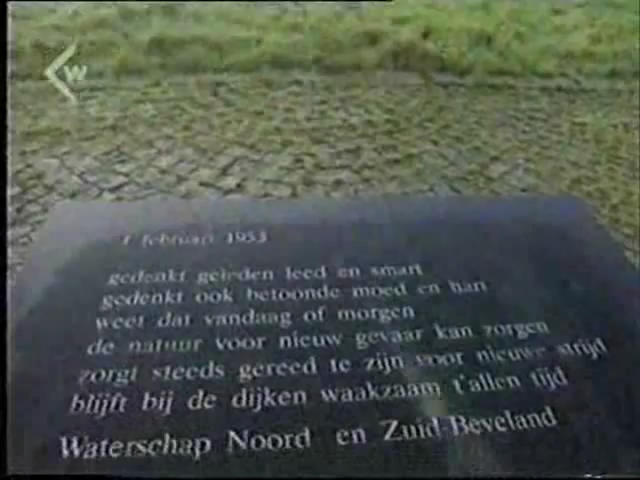 W
1 februari 1953
gedenkt geleden leed en smart
gedenkt ook betoonde moed en hart
weet dat vandaag of morgen
de natuur voor nieuw gevaar kan zorgen
zorgt steeds gereed te zijn voor nieuwe strijd
blijft bij de dijken waakzaam t'allen tijd
Waterschap Noord en Zuid-Beveland